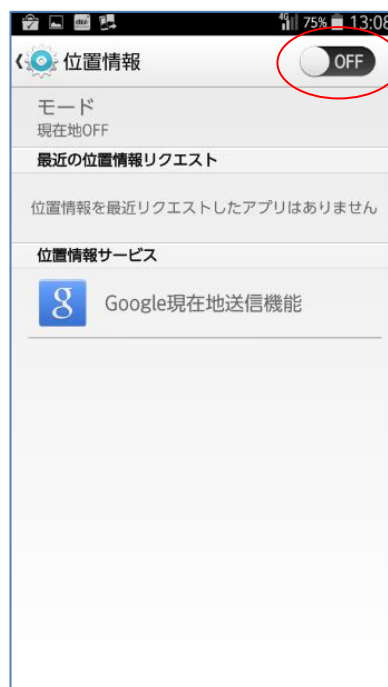 4G 75% 13:08
位置情報 OFF
モード
現在地OFF
最近の位置情報リクエスト
位置情報を最近リクエストしたアプリはありません
位置情報サービス
g Google現在地送信機能